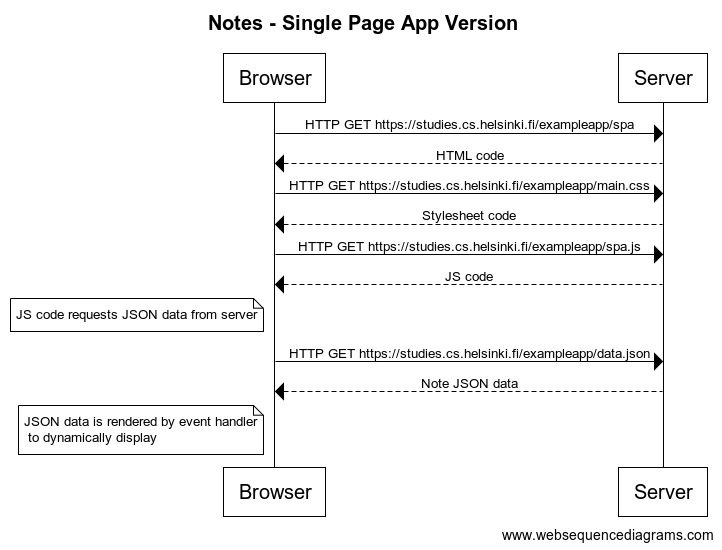 Notes - Single Page App Version
Browser
Server
HTTP GET https://studies.cs.helsinki.fi/exampleapp/spa
HTML code
HTTP GET https://studies.cs.helsinki.fi/exampleapp/main.css
Stylesheet code
HTTP GET https://studies.cs.helsinki.fi/exampleapp/spa.js
JS code
JS code requests JSON data from server
HTTP GET https://studies.cs.helsinki.fi/exampleapp/data.json
Note JSON data
JSON data is rendered by event handler
to dynamically display
Browser
Server
www.websequencediagrams.com